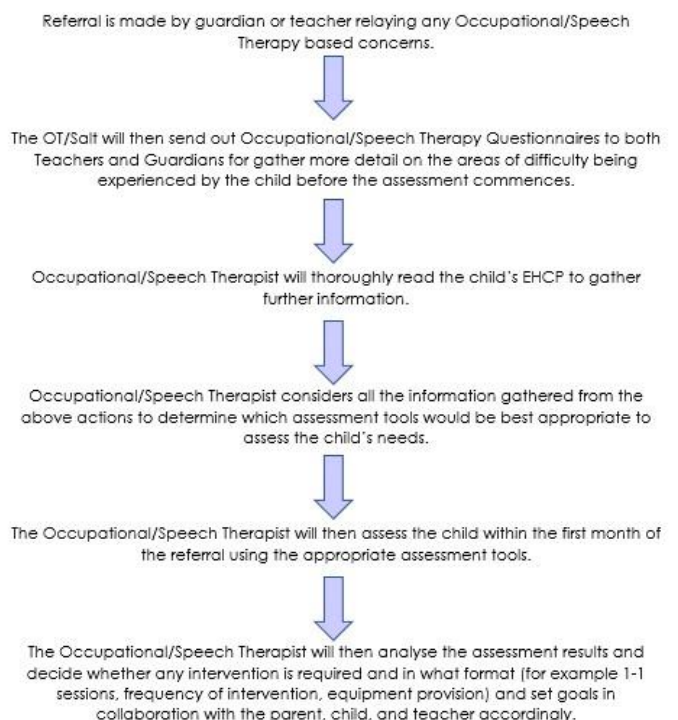 Referral is made by guardian or teacher relaying any Occupational/Speech
Therapy based concerns.
The OT/Salt will then send out Occupational/Speech Therapy Questionnaires to both
Teachers and Guardians for gather more detail on the areas of difficulty being
experienced by the child before the assessment commences.
Occupational/Speech Therapist will thoroughly read the child's EHCP to gather
further information.
Occupational/Speech Therapist considers all the information gathered from the
above actions to determine which assessment tools would be best appropriate to
assess the child's needs.
The Occupational/Speech Therapist will then assess the child within the first month of
the referral using the appropriate assessment tools.
The Occupational/Speech Therapist will then analyse the assessment results and
decide whether any intervention is required and in what format (for example 1-1
sessions, frequency of intervention, equipment provision) and set goals in
collaboration with the parent, child, and teacher accordingly.